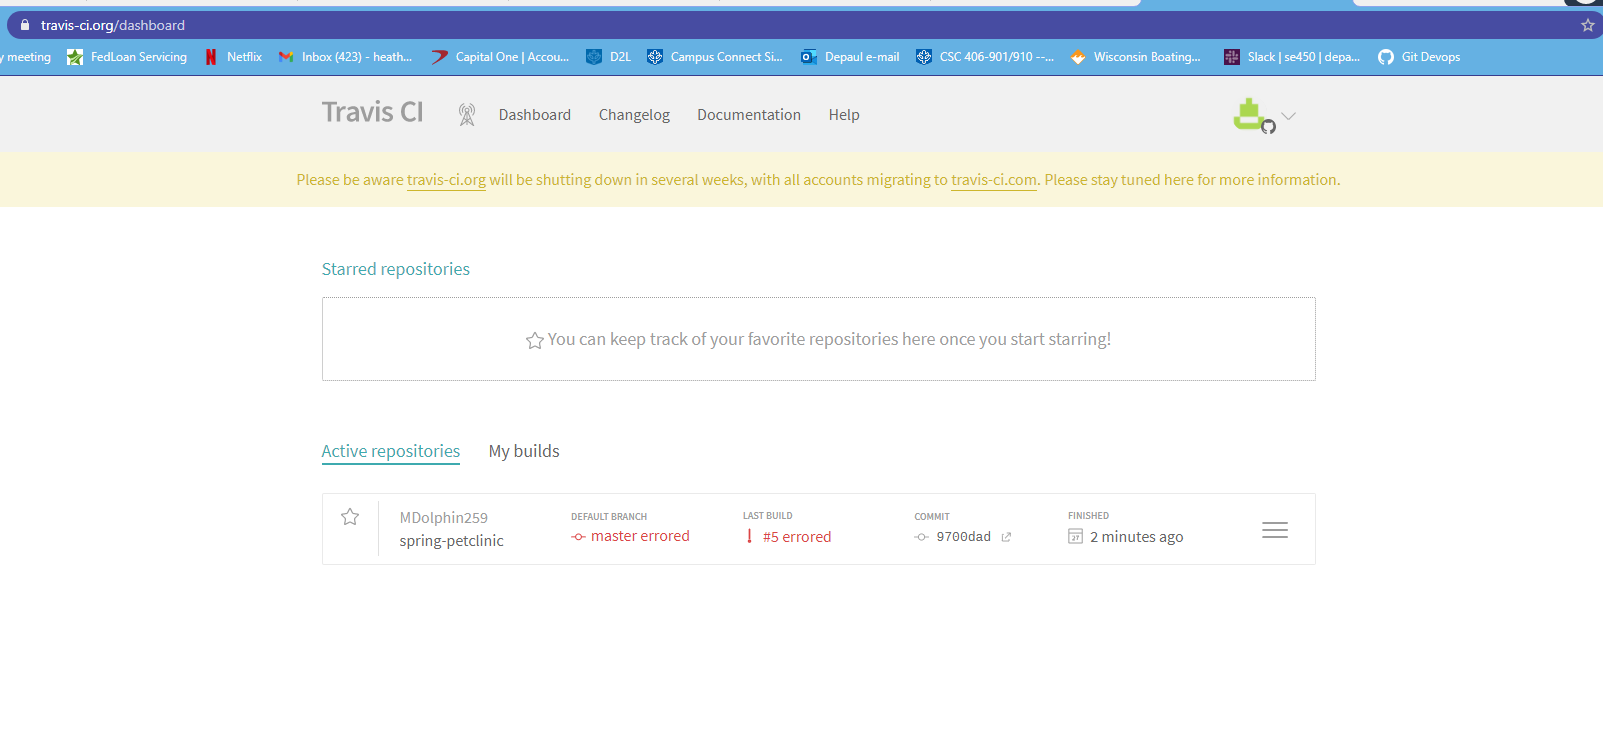 travis-ci.org/dashboard
y meeting FedLoan Servicing Netflix Inbox (423) - heath... Capital One | Accou... D2L Campus Connect Si... Depaul e-mail CSC 406-901/910 --... Wisconsin Boating... Slack | se450 | depa... Git Devops
Travis CI Dashboard Changelog Documentation Help
Please be aware travis-ci.org will be shutting down in several weeks, with all accounts migrating to travis-ci.com. Please stay tuned here for more information.
Starred repositories
You can keep track of your favorite repositories here once you start starring!
Active repositories My builds
MDolphin259 DEFAULT BRANCH LAST BUILD COMMIT FINISHED
spring-petclinic master errored #5 errored 9700dad 27 2 minutes ago